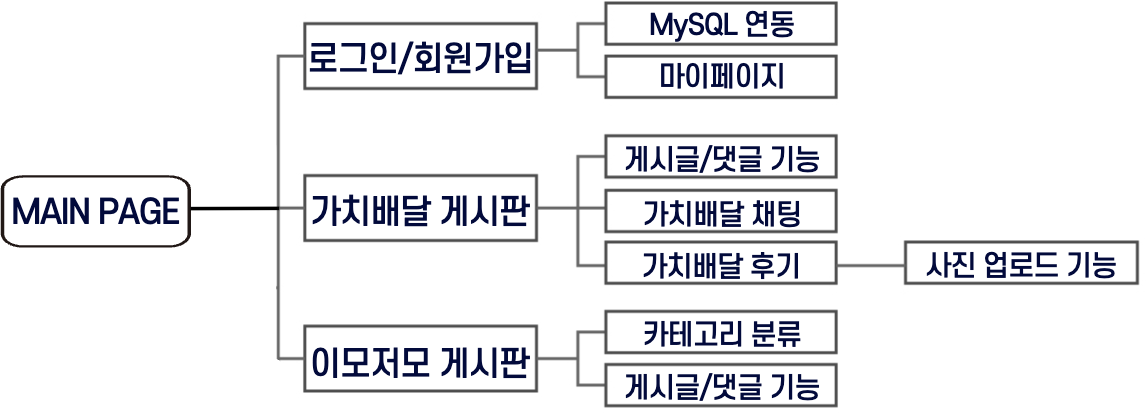 MAIN PAGE
로그인/회원가입
MySQL 연동
마이페이지
가치배달 게시판
게시글/댓글 기능
가치배달 채팅
가치배달 후기
사진 업로드 기능
이모저모 게시판
카테고리 분류
게시글/댓글 기능